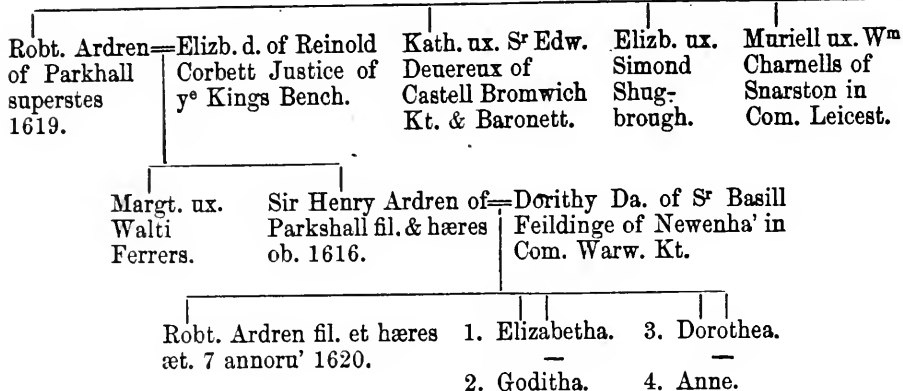 Robt. Ardren=Elizb. d. of Reinold
of Parkhall Corbett Justice of
superstes yᵉ Kings Bench.
1619.
Kath. ux. Sʳ Edw.
Deuereux of
Castell Bromwich
Kt. & Baronett.
Elizb. ux.
Simond
Shug-
brough.
Muriell ux. Wᵐ
Charnells of
Snarston in
Com. Leicest.
Margt. ux.
Walti
Ferrers.
Sir Henry Ardren of=Dorithy Da. of Sʳ Basill
Parkshall fil. & hæres Feildinge of Newenha' in
ob. 1616. Com. Warw. Kt.
Robt. Ardren fil. et hæres
æt. 7 annoru' 1620.
1. Elizabetha. 3. Dorothea.
2. Goditha. 4. Anne.